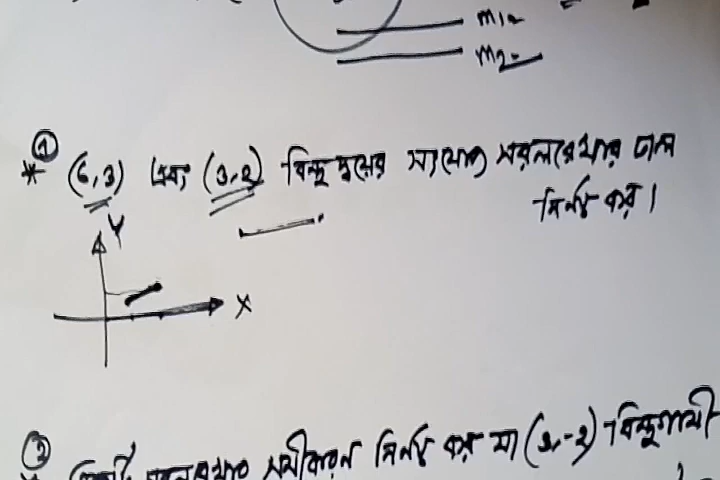 m1 =
m2 =
①
* (6,3) এবং (3,2) বিন্দু দ্বয়ের সংযোগ সরলরেখার ঢাল
নির্ণয় কর।
Y
X
②
সরলরেখার সমীকরণ নির্ণয় কর যা (3,-2) বিন্দুগামী